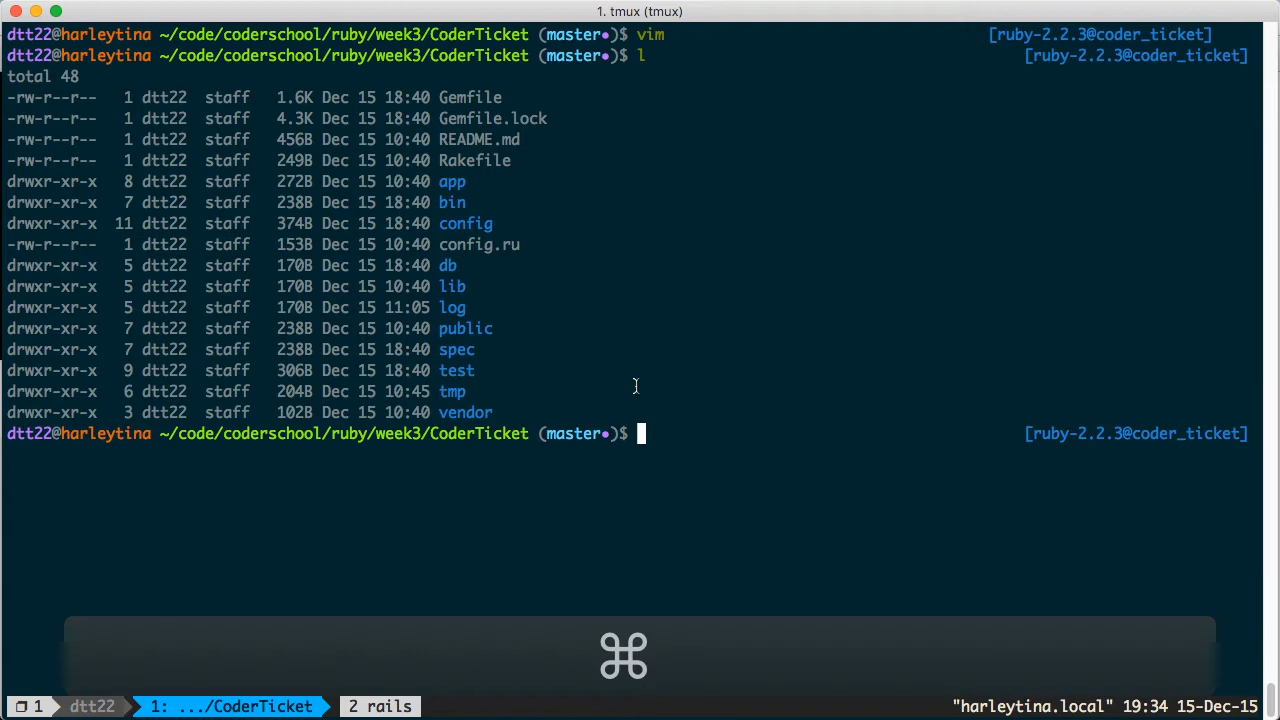 1. tmux (tmux)
dtt22@harleytina ~/code/coderschool/ruby/week3/CoderTicket (master•)$ vim [ruby-2.2.3@coder_ticket]
dtt22@harleytina ~/code/coderschool/ruby/week3/CoderTicket (master•)$ l [ruby-2.2.3@coder_ticket]
total 48
-rw-r--r-- 1 dtt22 staff 1.6K Dec 15 18:40 Gemfile
-rw-r--r-- 1 dtt22 staff 4.3K Dec 15 18:40 Gemfile.lock
-rw-r--r-- 1 dtt22 staff 456B Dec 15 10:40 README.md
-rw-r--r-- 1 dtt22 staff 249B Dec 15 10:40 Rakefile
drwxr-xr-x 8 dtt22 staff 272B Dec 15 10:40 app
drwxr-xr-x 7 dtt22 staff 238B Dec 15 18:40 bin
drwxr-xr-x 11 dtt22 staff 374B Dec 15 18:40 config
-rw-r--r-- 1 dtt22 staff 153B Dec 15 10:40 config.ru
drwxr-xr-x 5 dtt22 staff 170B Dec 15 18:40 db
drwxr-xr-x 5 dtt22 staff 170B Dec 15 10:40 lib
drwxr-xr-x 5 dtt22 staff 170B Dec 15 11:05 log
drwxr-xr-x 7 dtt22 staff 238B Dec 15 10:40 public
drwxr-xr-x 7 dtt22 staff 238B Dec 15 18:40 spec
drwxr-xr-x 9 dtt22 staff 306B Dec 15 18:40 test
drwxr-xr-x 6 dtt22 staff 204B Dec 15 10:45 tmp
drwxr-xr-x 3 dtt22 staff 102B Dec 15 10:40 vendor
dtt22@harleytina ~/code/coderschool/ruby/week3/CoderTicket (master•)$ [ruby-2.2.3@coder_ticket]
⌘
❐ 1 dtt22 1: .../CoderTicket 2 rails "harleytina.local" 19:34 15-Dec-15